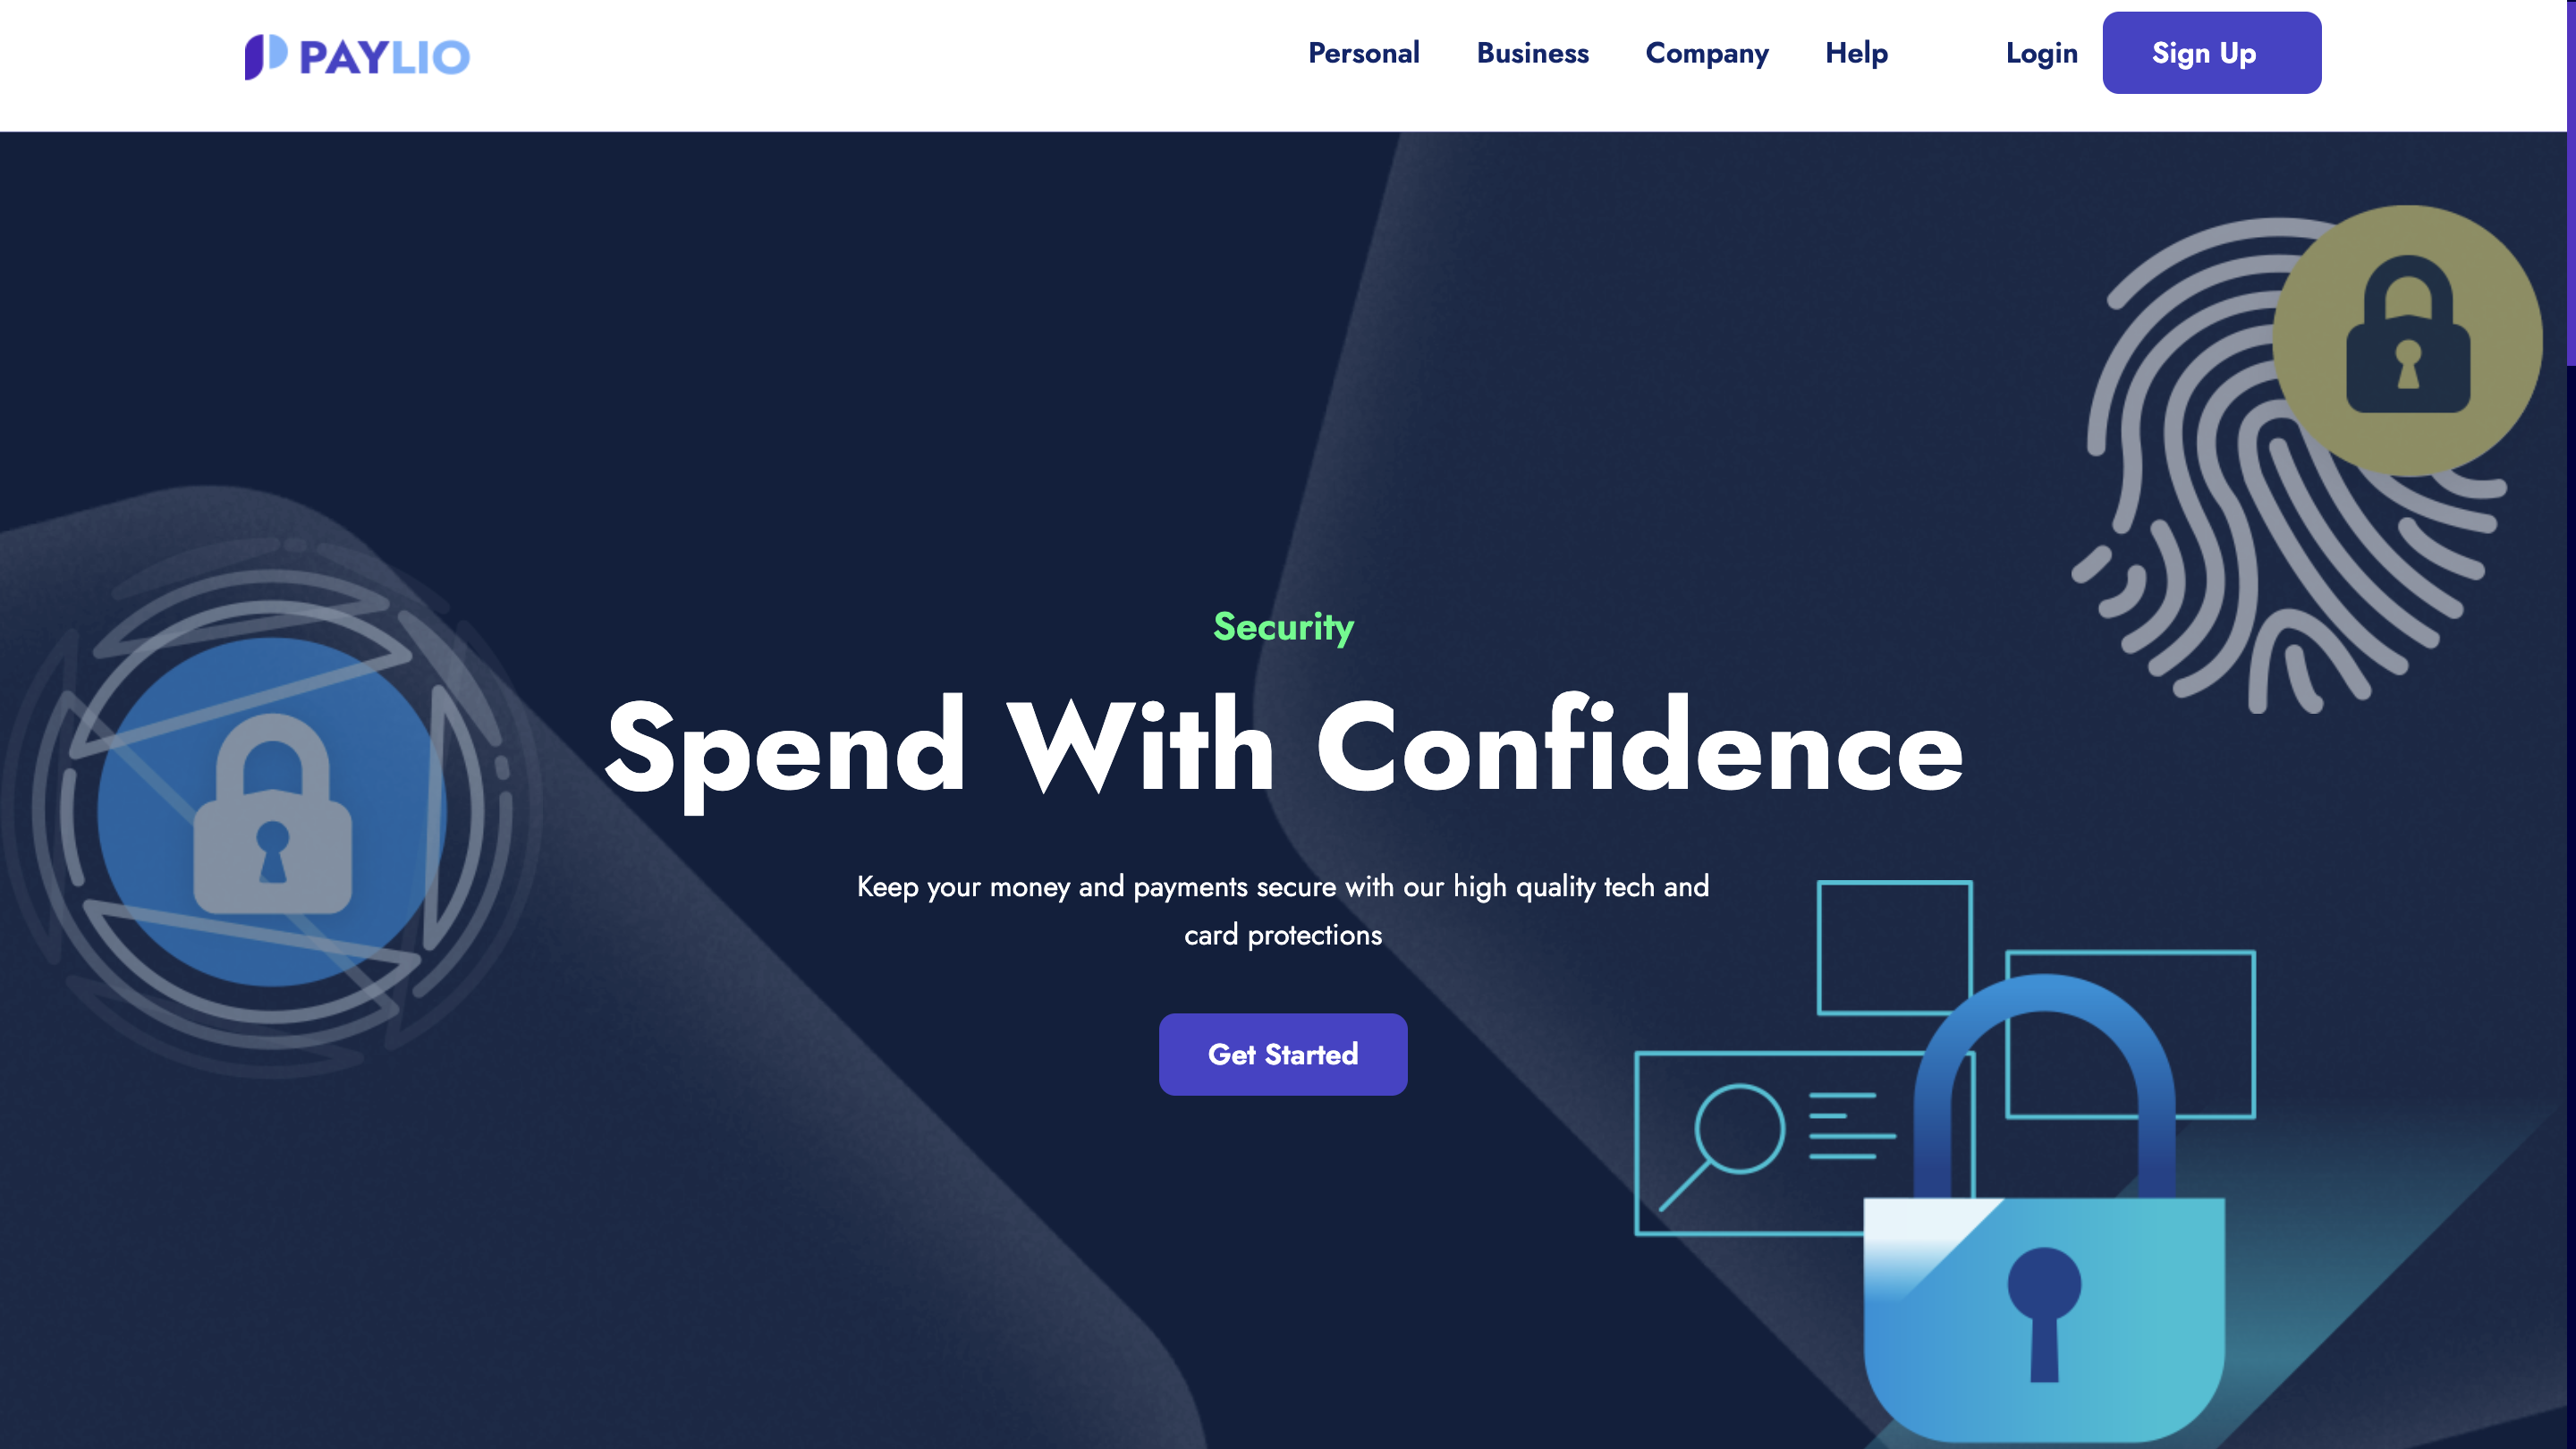 PAYLIO
Personal Business Company Help Login Sign Up
Security
Spend With Confidence
Keep your money and payments secure with our high quality tech and
card protections
Get Started